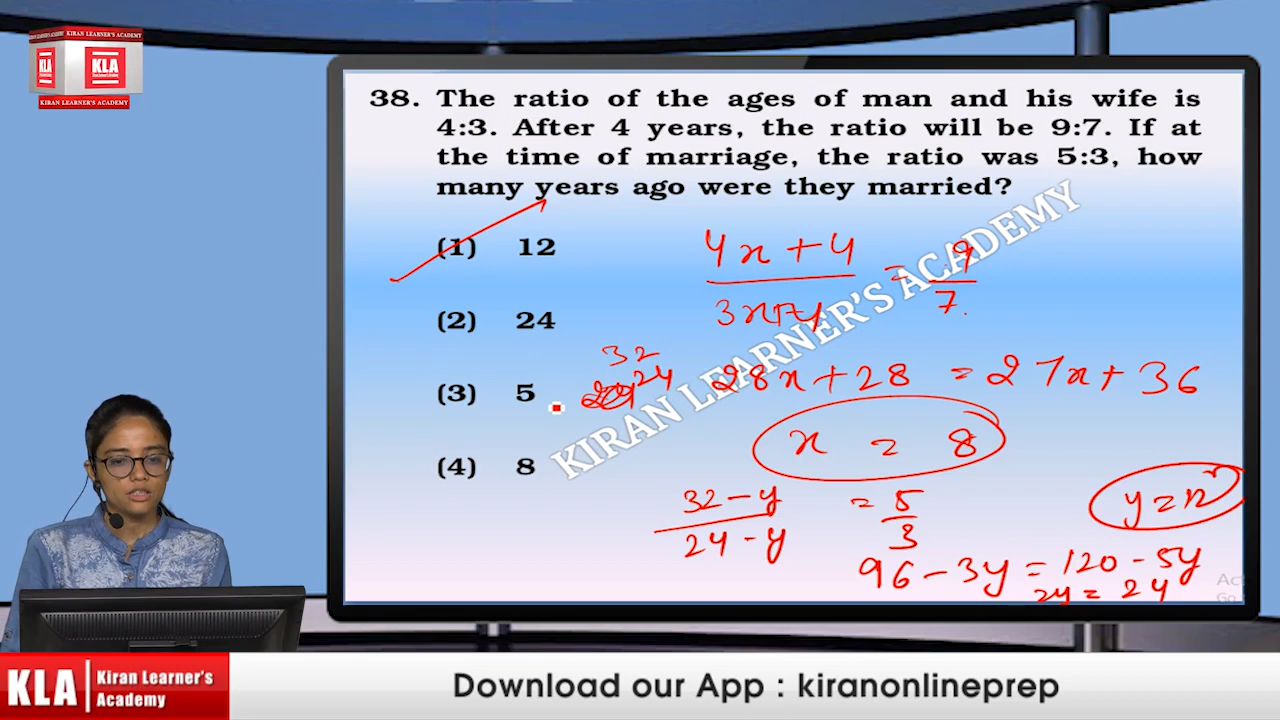 KIRAN LEARNER'S ACADEMY
KLA
KLA
KIRAN LEARNER'S ACADEMY
38. The ratio of the ages of man and his wife is
4:3. After 4 years, the ratio will be 9:7. If at
the time of marriage, the ratio was 5:3, how
many years ago were they married?
(1) 12
(2) 24
(3) 5
(4) 8
KIRAN LEARNER'S ACADEMY
4x + 4
3x + 4
= 9
7
32
24
28x + 28 = 27x + 36
x = 8
32 - y
24 - y
= 5
3
y = 12
96 - 3y = 120 - 5y
2y = 24
KLA Kiran Learner's
Academy
Download our App : kiranonlineprep